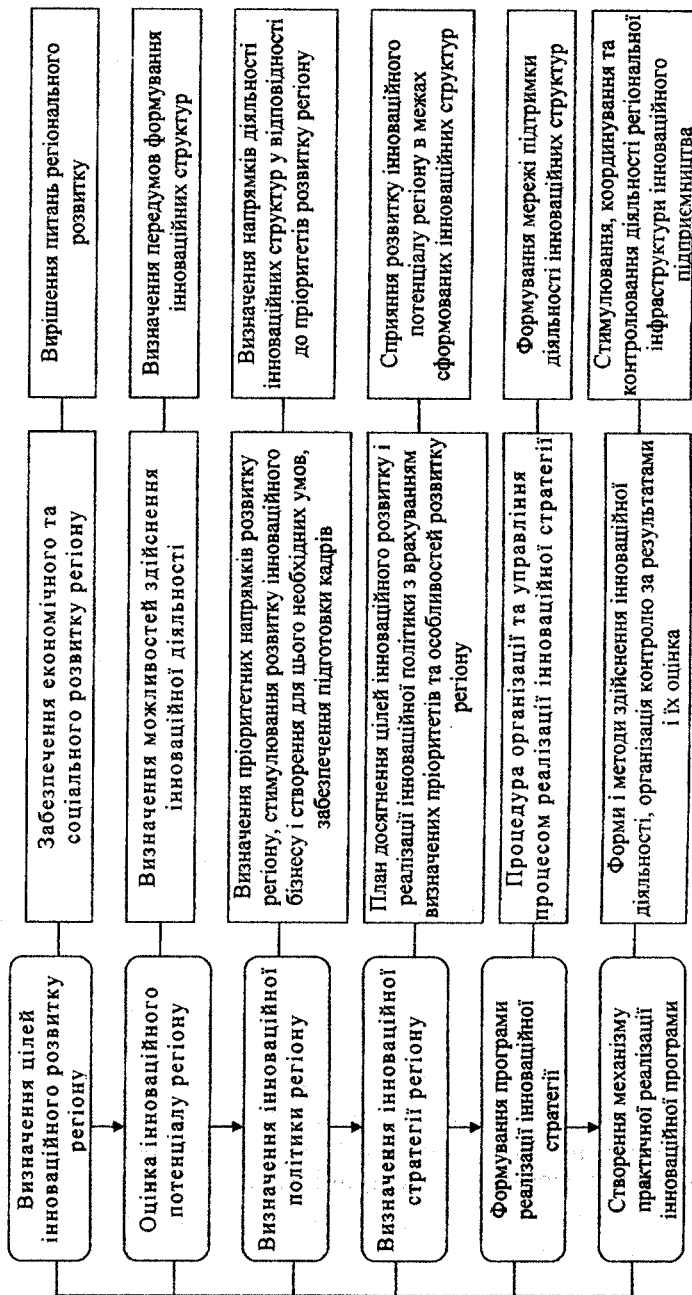 Визначення цілей
інноваційного розвитку
регіону
Забезпечення економічного та
соціального розвитку регіону
Вирішення питань регіонального
розвитку
Оцінка інноваційного
потенціалу регіону
Визначення можливостей здійснення
інноваційної діяльності
Визначення передумов формування
інноваційних структур
Визначення інноваційної
політики регіону
Визначення пріоритетних напрямків розвитку
регіону, стимулювання розвитку інноваційного
бізнесу і створення для цього необхідних умов,
забезпечення підготовки кадрів
Визначення напрямків діяльності
інноваційних структур у відповідності
до пріоритетів розвитку регіону
Визначення інноваційної
стратегії регіону
План досягнення цілей інноваційного розвитку і
реалізації інноваційної політики з врахуванням
визначених пріоритетів та особливостей розвитку
регіону
Сприяння розвитку інноваційного
потенціалу регіону в межах
сформованих інноваційних структур
Формування програми
реалізації інноваційної
стратегії
Процедура організації та управління
процесом реалізації інноваційної стратегії
Формування мережі підтримки
діяльності інноваційних структур
Створення механізму
практичної реалізації
інноваційної програми
Форми і методи здійснення інноваційної
діяльності, організація контролю за результатами
і їх оцінка
Стимулювання, координування та
контролювання діяльності регіональної
інфраструктури інноваційного
підприємництва